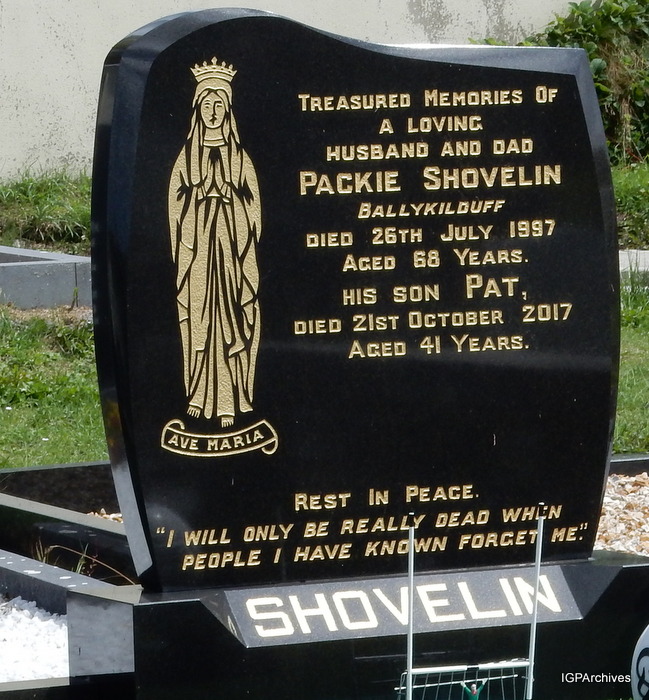 TREASURED MEMORIES OF
A LOVING
HUSBAND AND DAD
PACKIE SHOVELIN
BALLYKILDUFF
DIED 26TH JULY 1997
AGED 68 YEARS.
HIS SON PAT,
DIED 21ST OCTOBER 2017
AGED 41 YEARS.
AVE MARIA
REST IN PEACE.
"I WILL ONLY BE REALLY DEAD WHEN
PEOPLE I HAVE KNOWN FORGET ME."
SHOVELIN
IGPArchives